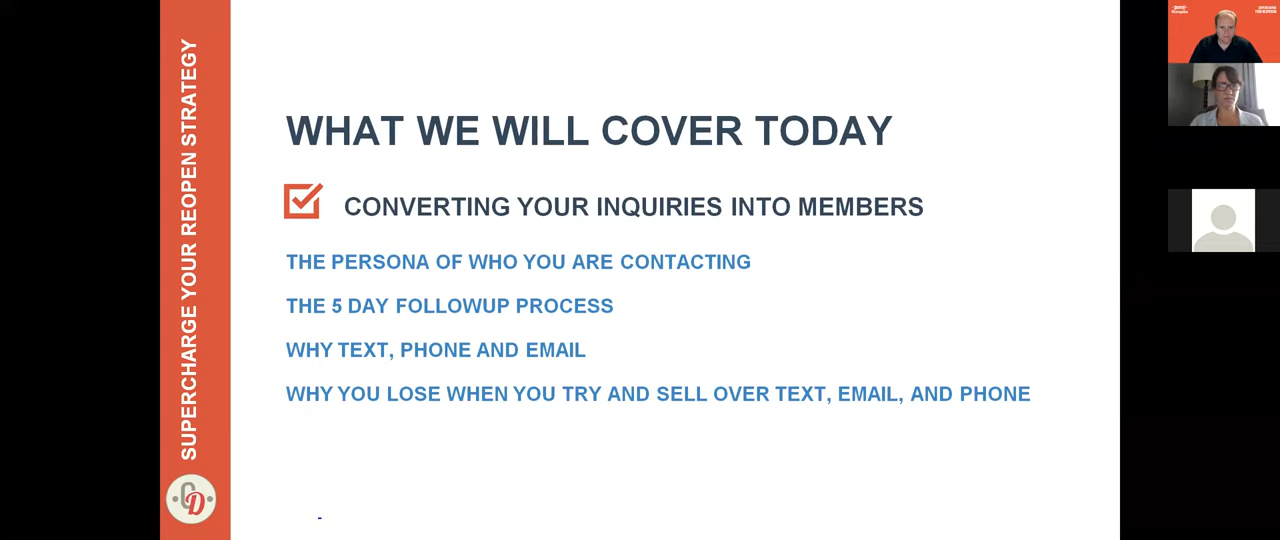 SUPERCHARGE YOUR REOPEN STRATEGY
WHAT WE WILL COVER TODAY
CONVERTING YOUR INQUIRIES INTO MEMBERS
THE PERSONA OF WHO YOU ARE CONTACTING
THE 5 DAY FOLLOWUP PROCESS
WHY TEXT, PHONE AND EMAIL
WHY YOU LOSE WHEN YOU TRY AND SELL OVER TEXT, EMAIL, AND PHONE
CD